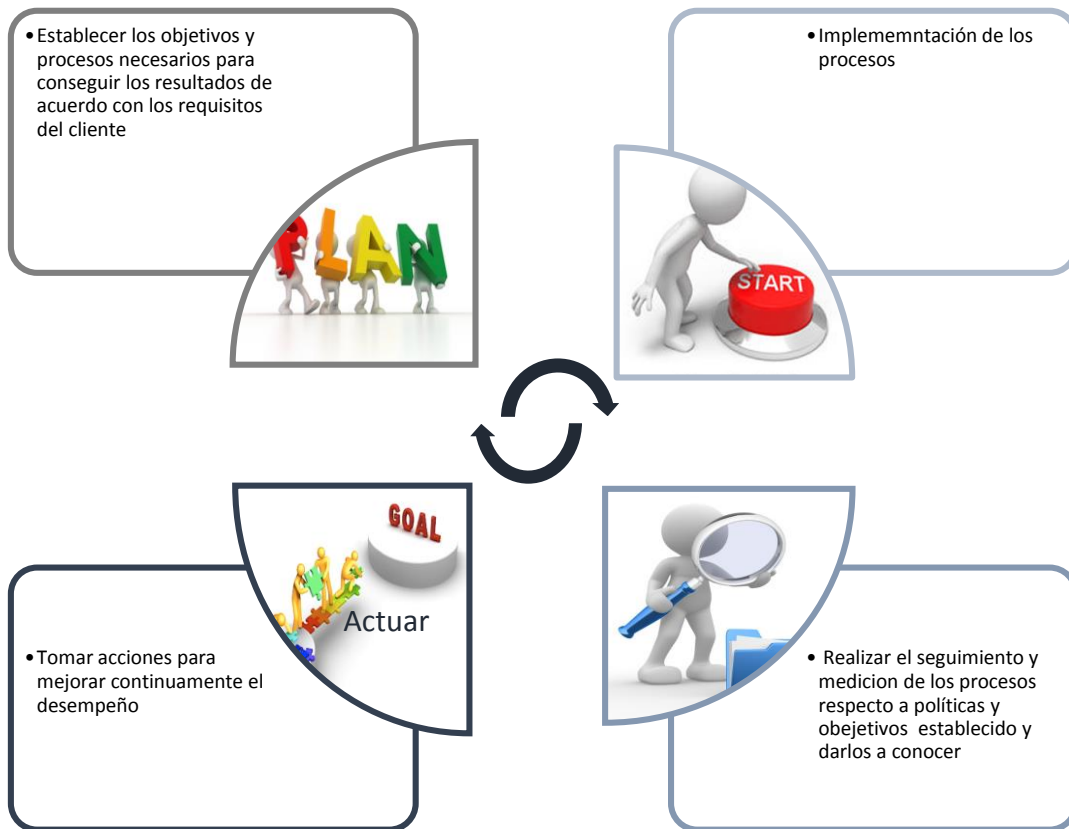 •Establecer los objetivos y
procesos necesarios para
conseguir los resultados de
acuerdo con los requisitos
del cliente
PLAN
•Implememntación de los
procesos
START
GOAL
Actuar
•Tomar acciones para
mejorar continuamente el
desempeño
• Realizar el seguimiento y
medicion de los procesos
respecto a políticas y
obejetivos establecido y
darlos a conocer